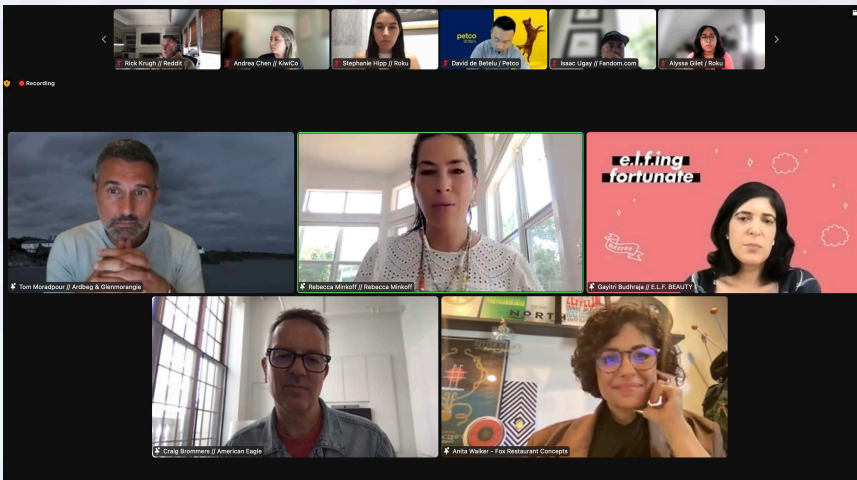 petco
Rick Krugh // Reddit
Andrea Chen // KiwiCo
Stephanie Hipp // Roku
David de Betelu / Petco
Isaac Ugay // Fandom.com
Alyssa Gilet / Roku
Recording
e.l.f.ing
fortunate
Tom Moradpour // Ardbeg & Glenmorangie
Rebecca Minkoff // Rebecca Minkoff
Gayitri Budhraja // E.L.F. BEAUTY
NORTH
Craig Brommers // American Eagle
Anita Walker - Fox Restaurant Concepts